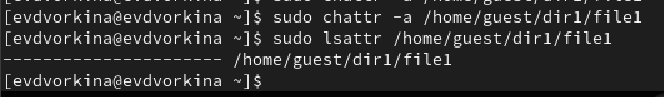 [evdvorkina@evdvorkina ~]$ sudo chattr -a /home/guest/dir1/file1
[evdvorkina@evdvorkina ~]$ sudo lsattr /home/guest/dir1/file1
---------------------- /home/guest/dir1/file1
[evdvorkina@evdvorkina ~]$